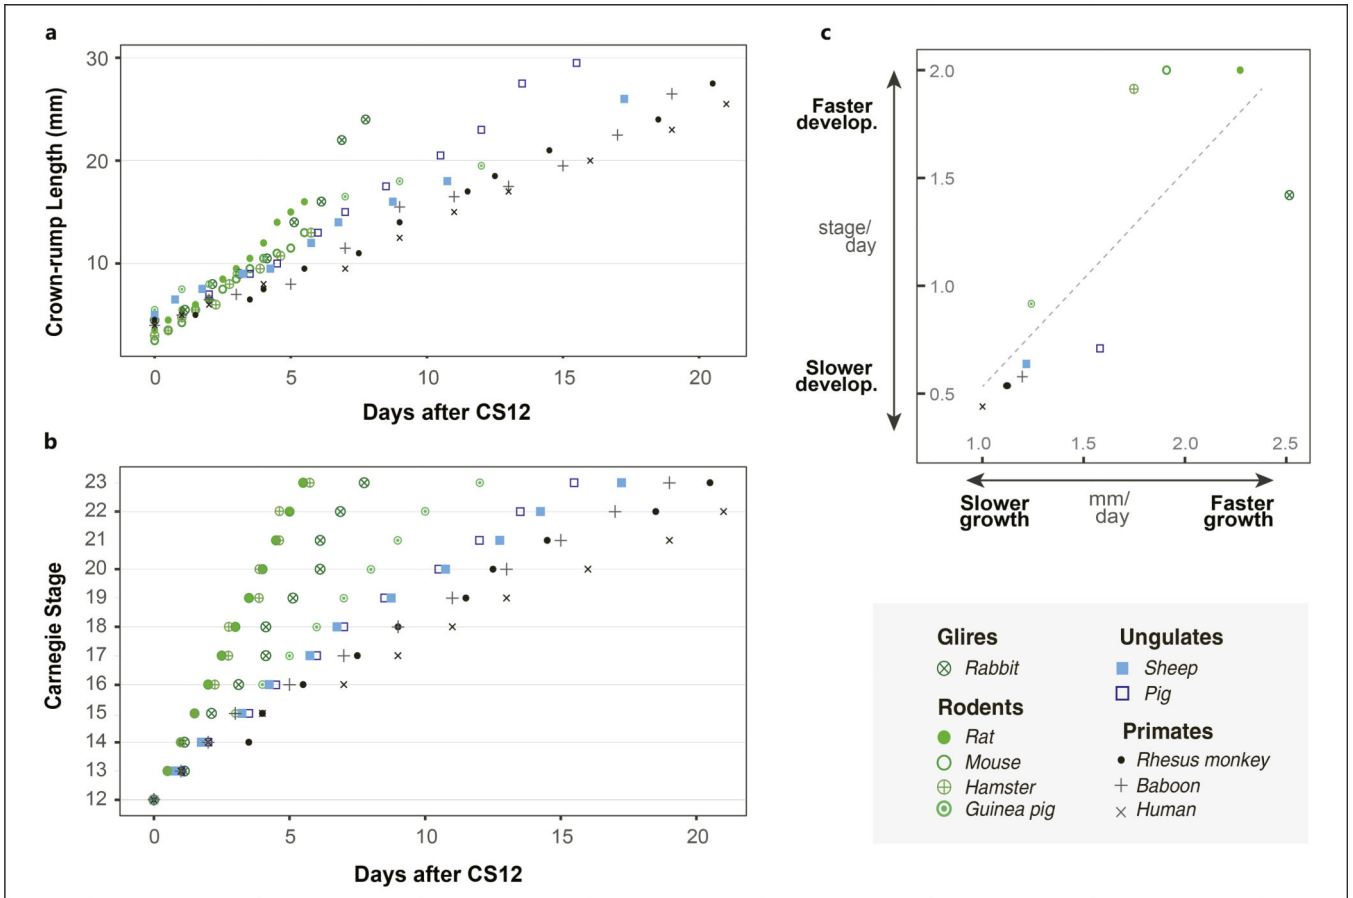 a
Crown-rump Length (mm)
30
20
10
0
5
10
15
20
Days after CS12
b
Carnegie Stage
23
22
21
20
19
18
17
16
15
14
13
12
0
5
10
15
20
Days after CS12
c
Faster
develop.
stage/
day
Slower
develop.
2.0
1.5
1.0
0.5
1.0
1.5
2.0
2.5
Slower
growth
mm/
day
Faster
growth
Glires
Rabbit
Rodents
Rat
Mouse
Hamster
Guinea pig
Ungulates
Sheep
Pig
Primates
Rhesus monkey
Baboon
Human